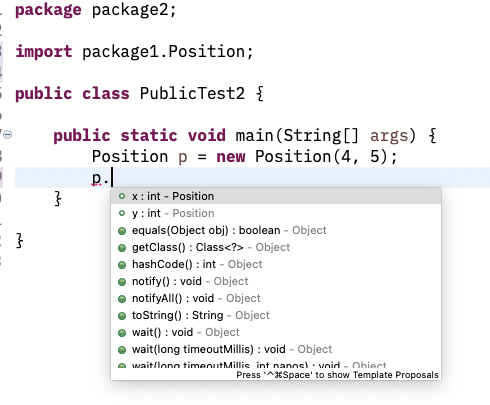 package package2;
import package1.Position;
public class PublicTest2 {
public static void main(String[] args) {
Position p = new Position(4, 5);
p.
x : int - Position
y : int - Position
equals(Object obj) : boolean - Object
getClass() : Class<?> - Object
hashCode() : int - Object
notify() : void - Object
notifyAll() : void - Object
toString() : String - Object
wait() : void - Object
wait(long timeoutMillis) : void - Object
wait(long timeoutMillis, int nanos) : void - Object
Press '^⌘Space' to show Template Proposals
}
}